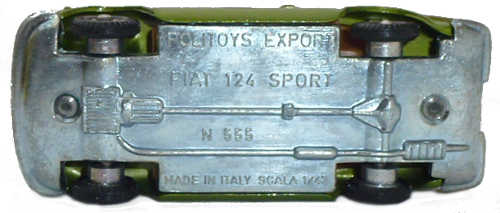 POLITOYS EXPORT
FIAT 124 SPORT
N 555
MADE IN ITALY SCALA 1/43